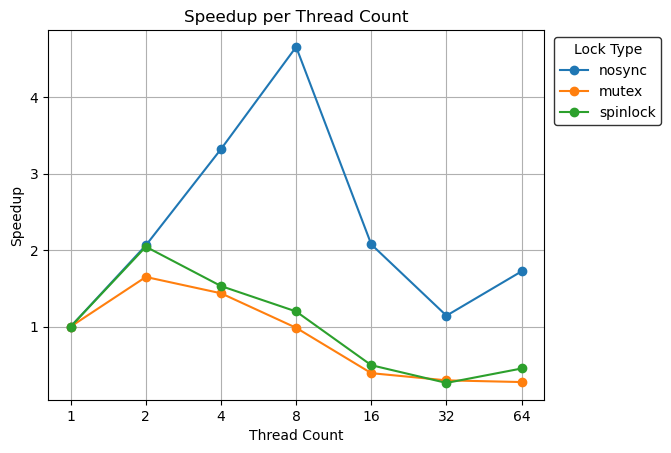 Speedup per Thread Count
Lock Type
nosync
mutex
spinlock
Speedup
4
3
2
1
1 2 4 8 16 32 64
Thread Count